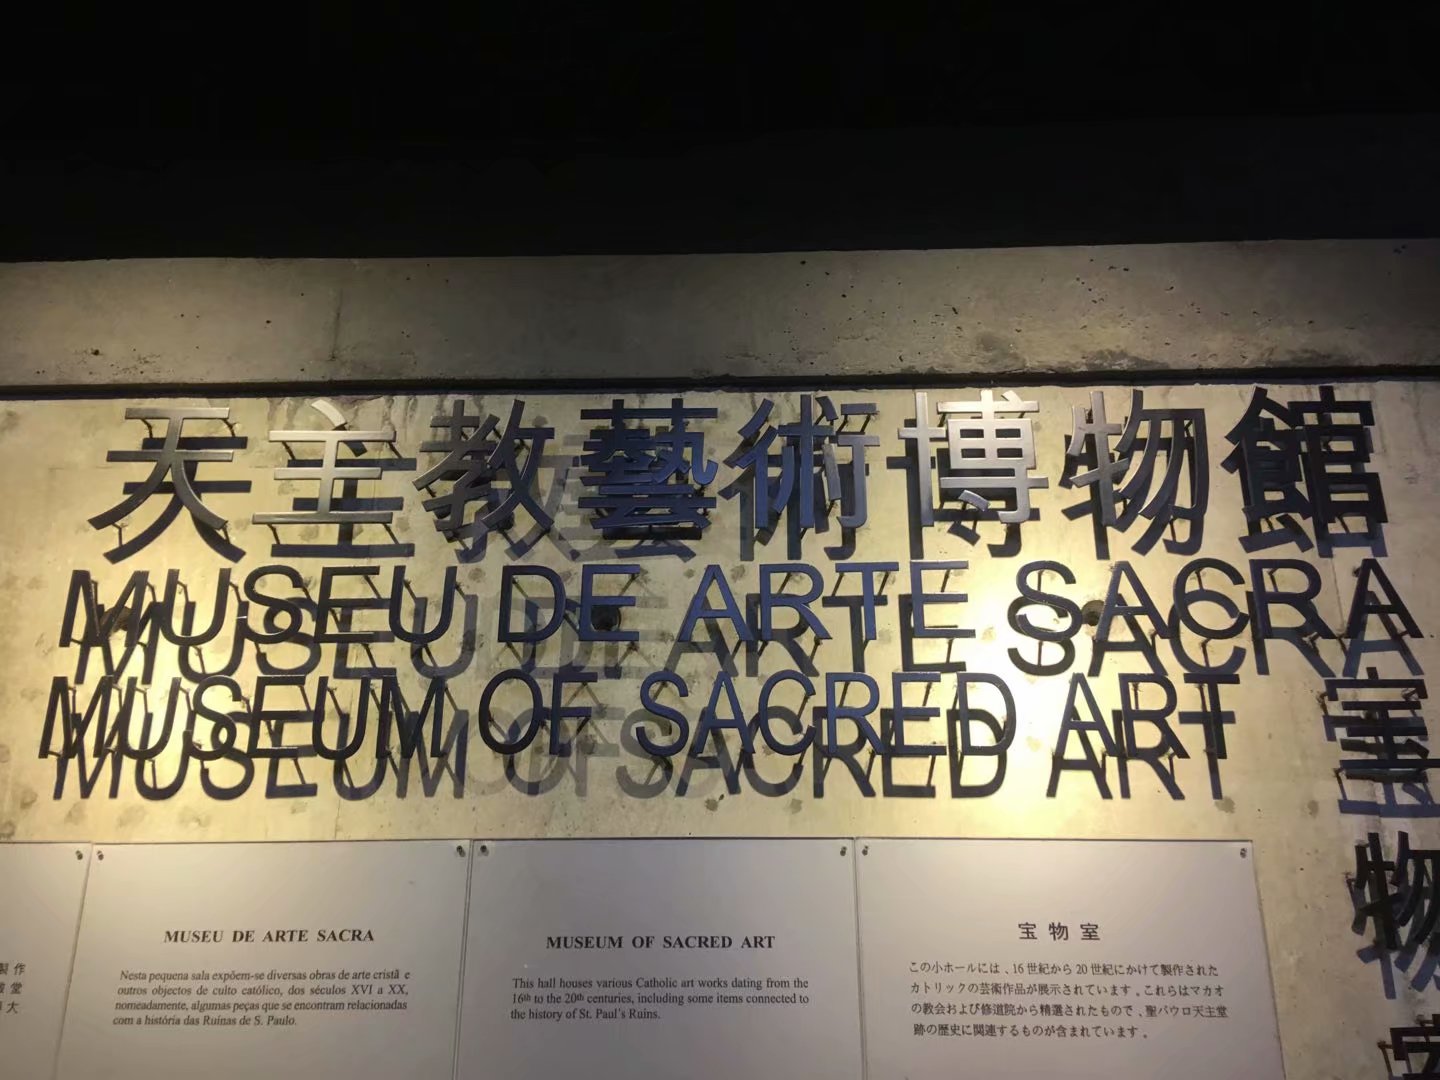 天主教藝術博物館
MUSEU DE ARTE SACRA
MUSEUM OF SACRED ART
宝
物
製作
堂
大
MUSEU DE ARTE SACRA
Nesta pequena sala expõem-se diversas obras de arte cristã e
outros objectos de culto católico, dos séculos XVI a XX,
nomeadamente, algumas peças que se encontram relacionadas
com a história das Ruínas de S. Paulo.
MUSEUM OF SACRED ART
This hall houses various Catholic art works dating from the
16th to the 20th centuries, including some items connected to
the history of St. Paul's Ruins.
宝物室
この小ホールには、16世紀から20世紀にかけて製作された
カトリックの芸術作品が展示されています。これらはマカオ
の教会および修道院から精選されたもので、聖パウロ天主堂
跡の歴史に関連するものが含まれています。